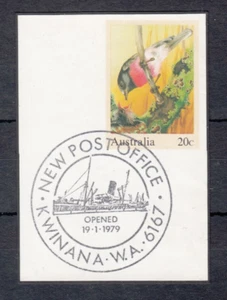 Australia
20c
· NEW POST OFFICE ·
OPENED
19·1·1979
KWINANA · W.A. · 6167